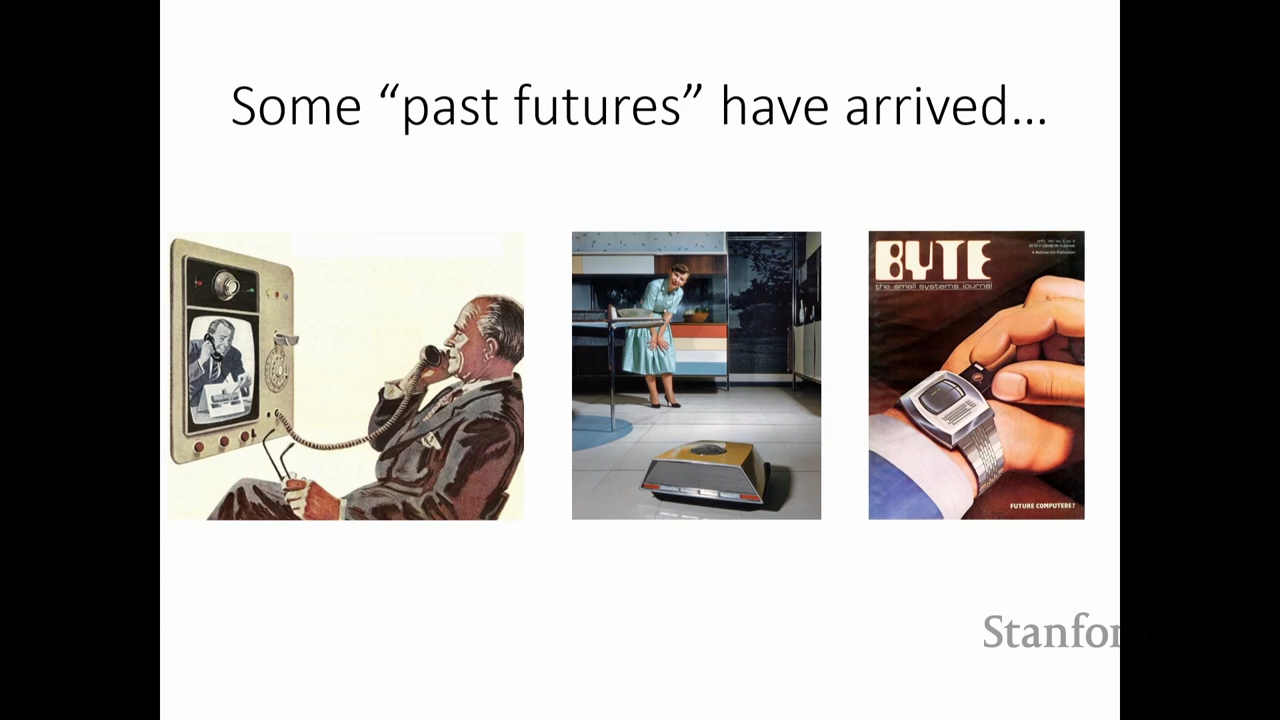 Some “past futures” have arrived…
BYTE
the small systems journal
FUTURE COMPUTERS?
Stanford